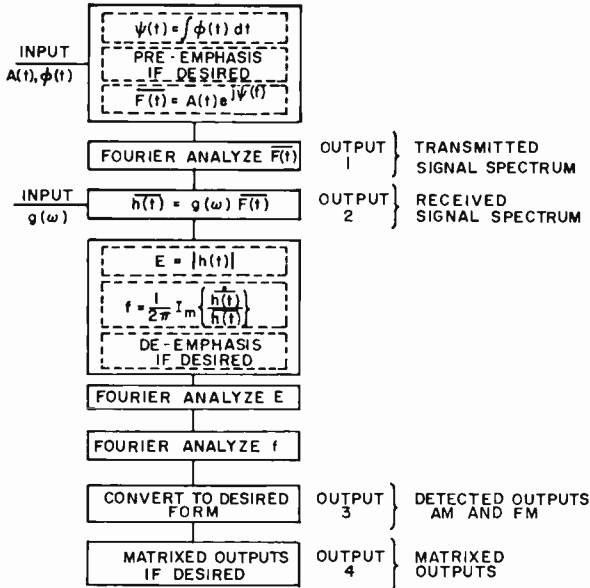 INPUT
A(t),ϕ(t)
ψ(t) = ∫ϕ(t) dt
PRE-EMPHASIS
IF DESIRED
F(t) = A(t)e^jψ(f)
FOURIER ANALYZE F(t)
OUTPUT
1
TRANSMITTED
SIGNAL SPECTRUM
INPUT
g(ω)
h(t) = g(ω) F(t)
OUTPUT
2
RECEIVED
SIGNAL SPECTRUM
E = |h(t)|
f = 1/2π Im{h(t)/h(t)}
DE-EMPHASIS
IF DESIRED
FOURIER ANALYZE E
FOURIER ANALYZE f
CONVERT TO DESIRED
FORM
OUTPUT
3
DETECTED OUTPUTS
AM AND FM
MATRIXED OUTPUTS
IF DESIRED
OUTPUT
4
MATRIXED
OUTPUTS